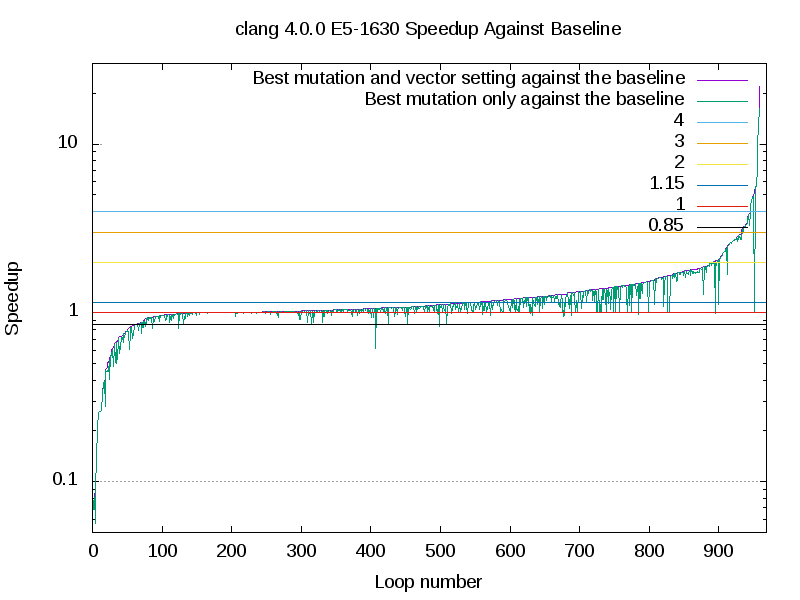 clang 4.0.0 E5-1630 Speedup Against Baseline
Best mutation and vector setting against the baseline
Best mutation only against the baseline
4
3
2
1.15
1
0.85
10
1
0.1
Speedup
0 100 200 300 400 500 600 700 800 900
Loop number